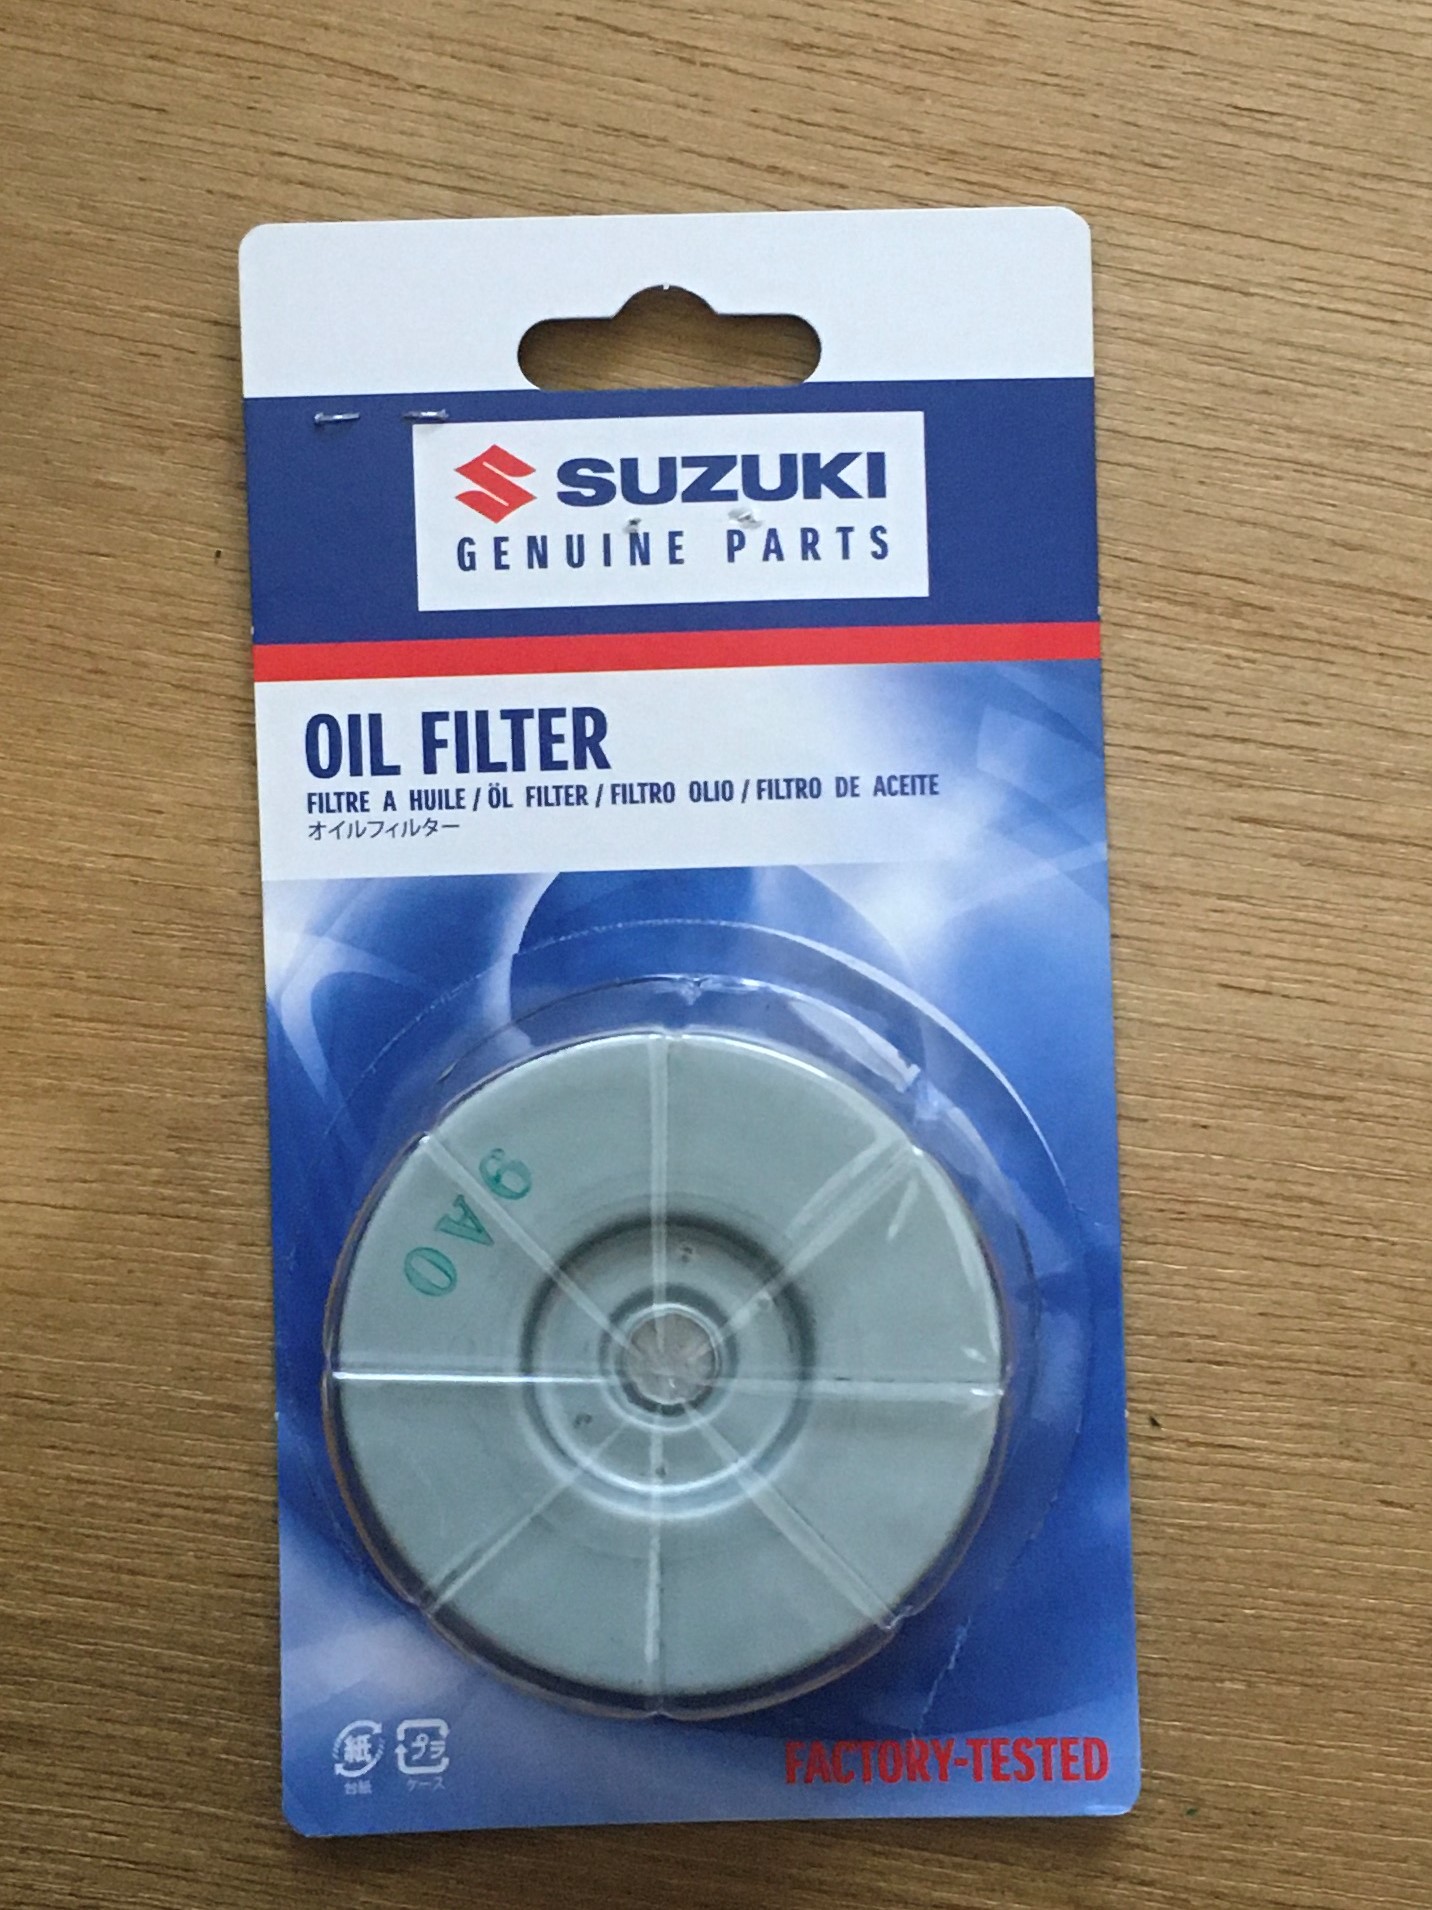 SUZUKI
GENUINE PARTS
OIL FILTER
FILTRE A HUILE / ÖL FILTER / FILTRO OLIO / FILTRO DE ACEITE
オイルフィルター
0A6
紙 プラ
台紙 ケース
FACTORY-TESTED